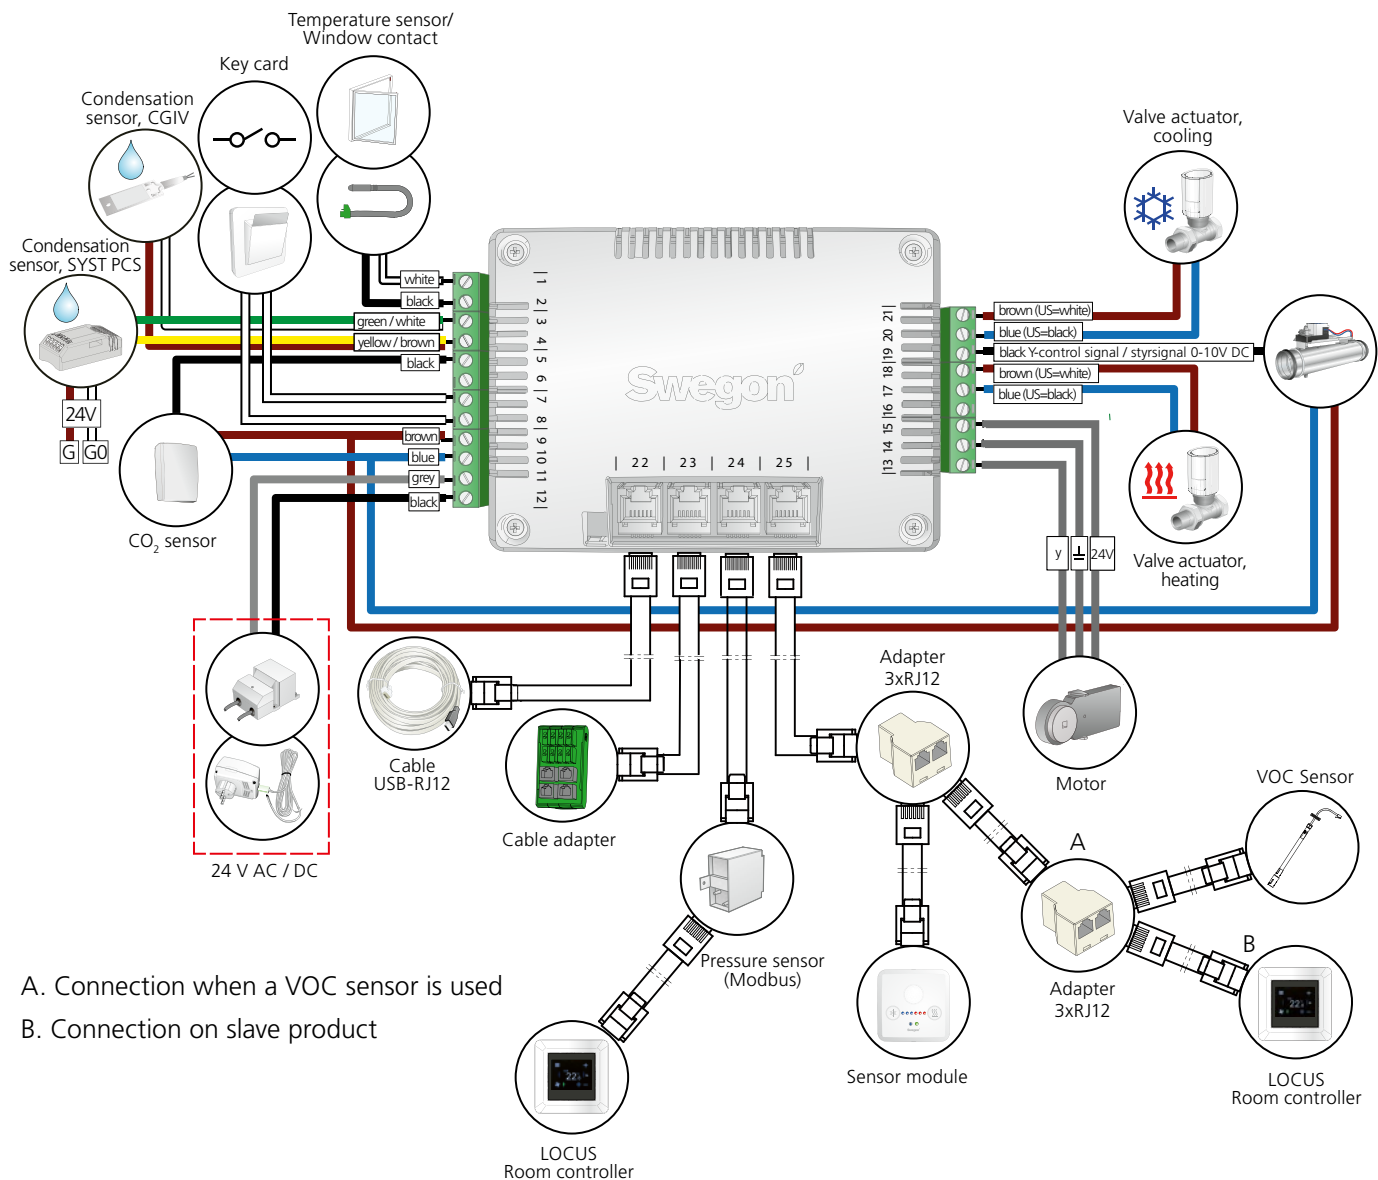 Temperature sensor/
Window contact
Key card
Condensation
sensor, CGIV
Condensation
sensor, SYST PCS
24V
G
G0
CO2 sensor
white
black
green / white
yellow / brown
black
brown
blue
grey
black
1
2
3
4
5
6
7
8
9
10
11
12
Swegon
22
23
24
25
21
20
19
18
17
16
15
14
13
brown (US=white)
blue (US=black)
black Y-control signal / styrsignal 0-10V DC
brown (US=white)
blue (US=black)
Valve actuator,
cooling
Valve actuator,
heating
y
24V
Motor
24 V AC / DC
Cable
USB-RJ12
Cable adapter
Pressure sensor
(Modbus)
LOCUS
Room controller
Adapter
3xRJ12
Sensor module
A
Adapter
3xRJ12
VOC Sensor
B
LOCUS
Room controller
A. Connection when a VOC sensor is used
B. Connection on slave product